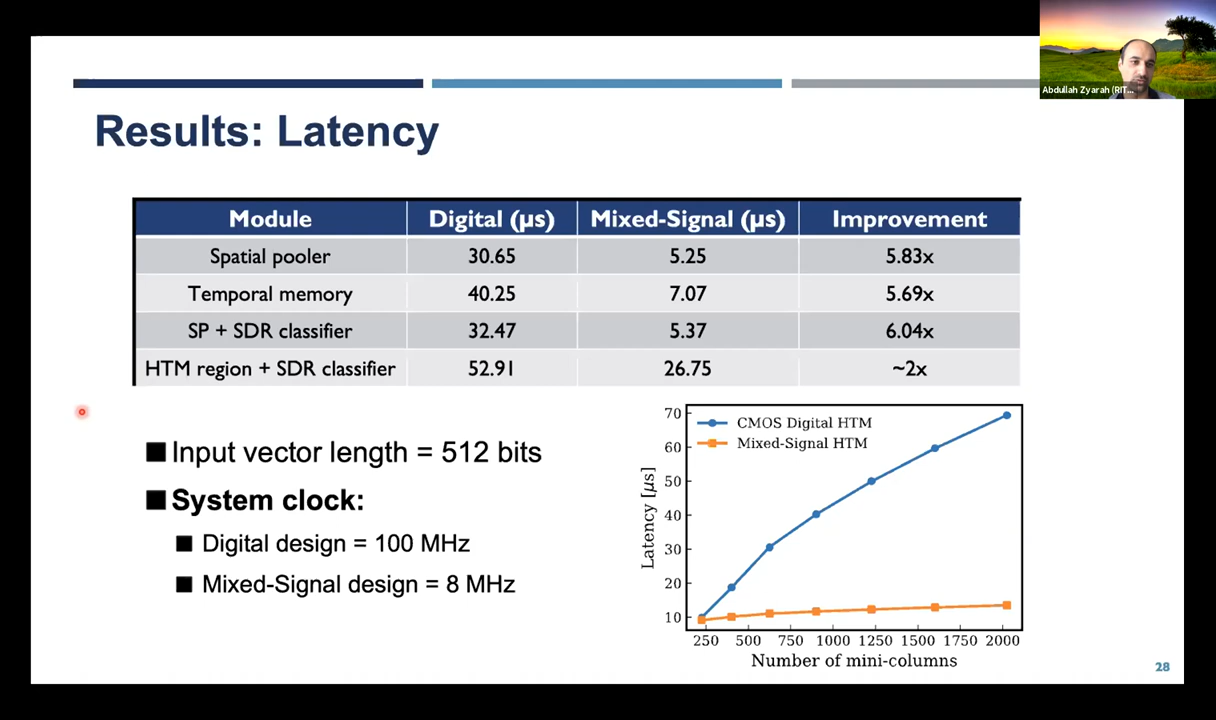 Abdullah Zyarah (RIT...
Results: Latency
Module Digital (µs) Mixed-Signal (µs) Improvement
Spatial pooler 30.65 5.25 5.83x
Temporal memory 40.25 7.07 5.69x
SP + SDR classifier 32.47 5.37 6.04x
HTM region + SDR classifier 52.91 26.75 ~2x
■ Input vector length = 512 bits
■ System clock:
■ Digital design = 100 MHz
■ Mixed-Signal design = 8 MHz
CMOS Digital HTM
Mixed-Signal HTM
Latency [µs]
70
60
50
40
30
20
10
250 500 750 1000 1250 1500 1750 2000
Number of mini-columns
28